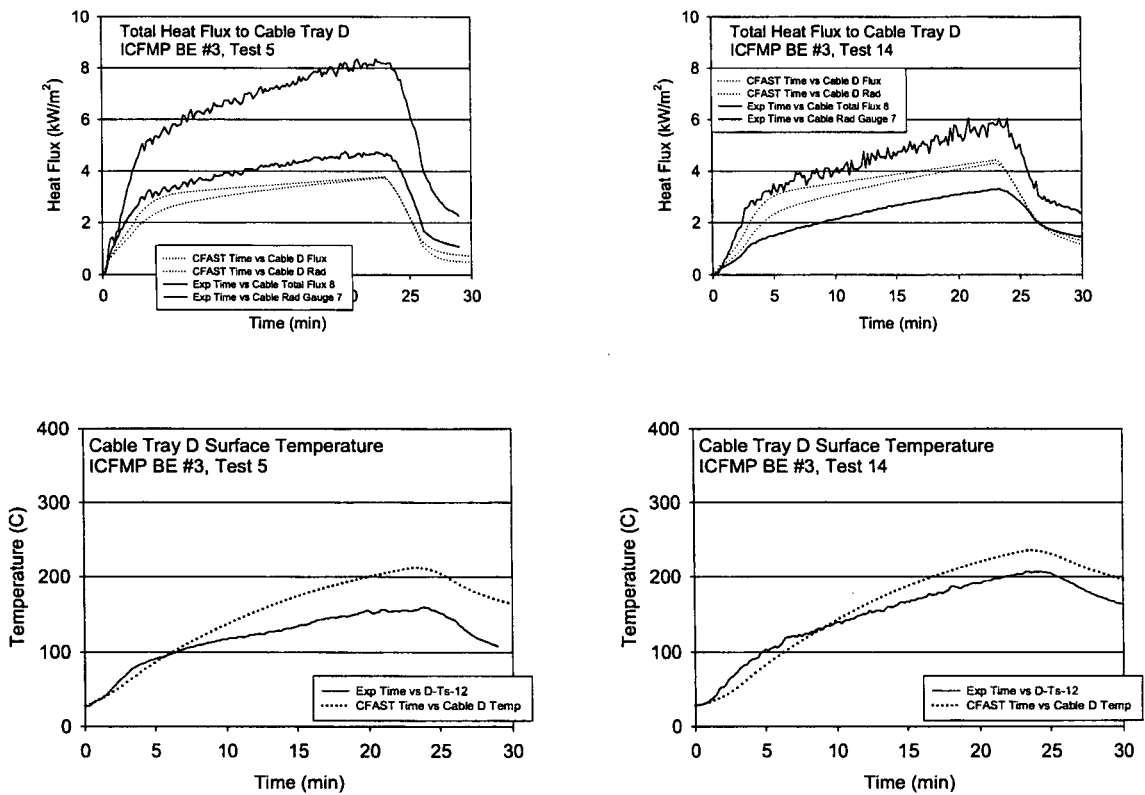 Total Heat Flux to Cable Tray D
ICFMP BE #3, Test 5
10
8
6
4
2
0
Heat Flux (kW/m²)
CFAST Time vs Cable D Flux
CFAST Time vs Cable D Rad
Exp Time vs Cable Total Flux 8
Exp Time vs Cable Rad Gauge 7
0 20 25 30
Time (min)
Total Heat Flux to Cable Tray D
ICFMP BE #3, Test 14
10
8
6
4
2
0
Heat Flux (kW/m²)
CFAST Time vs Cable D Flux
CFAST Time vs Cable D Rad
Exp Time vs Cable Total Flux 8
Exp Time vs Cable Rad Gauge 7
0 5 10 15 20 25 30
Time (min)
Cable Tray D Surface Temperature
ICFMP BE #3, Test 5
400
300
200
100
0
Temperature (C)
Exp Time vs D-Ts-12
CFAST Time vs Cable D Temp
0 5 10 15 20 25 30
Time (min)
Cable Tray D Surface Temperature
ICFMP BE #3, Test 14
400
300
200
100
0
Temperature (C)
Exp Time vs D-Ts-12
CFAST Time vs Cable D Temp
0 5 10 15 20 25 30
Time (min)